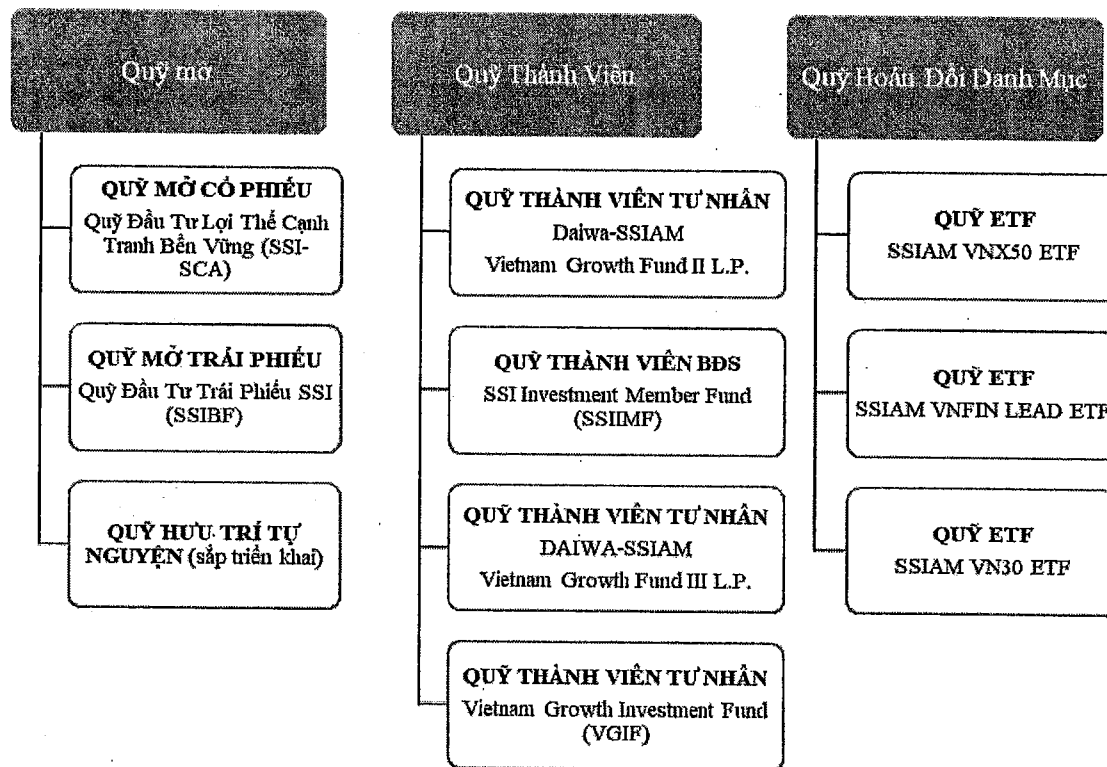 Quỹ mở
QUỸ MỞ CỔ PHIẾU
Quỹ Đầu Tư Lợi Thế Cạnh
Tranh Bền Vững (SSI-
SCA)
QUỸ MỞ TRÁI PHIẾU
Quỹ Đầu Tư Trái Phiếu SSI
(SSIBF)
QUỸ HƯU TRÍ TỰ
NGUYỆN (sắp triển khai)
Quỹ Thành Viên
QUỸ THÀNH VIÊN TƯ NHÂN
Daiwa-SSIAM
Vietnam Growth Fund II L.P.
QUỸ THÀNH VIÊN BĐS
SSI Investment Member Fund
(SSIIMF)
QUỸ THÀNH VIÊN TƯ NHÂN
DAIWA-SSIAM
Vietnam Growth Fund III L.P.
QUỸ THÀNH VIÊN TƯ NHÂN
Vietnam Growth Investment Fund
(VGIF)
Quỹ Hoán Đổi Danh Mục
QUỸ ETF
SSIAM VNX50 ETF
QUỸ ETF
SSIAM VNFIN LEAD ETF
QUỸ ETF
SSIAM VN30 ETF